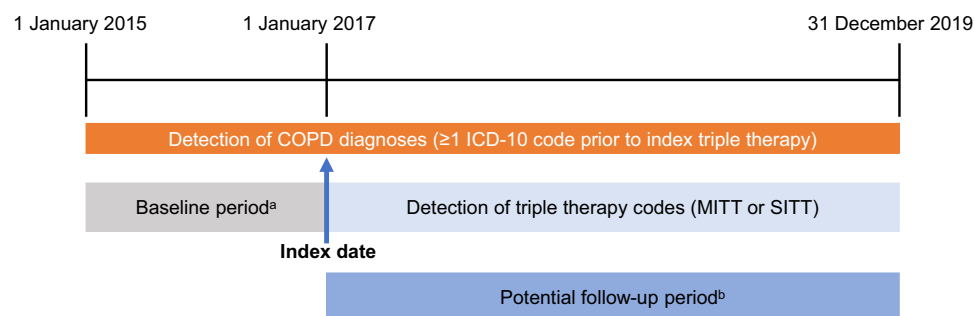 1 January 2015
1 January 2017
31 December 2019
Detection of COPD diagnoses (≥1 ICD-10 code prior to index triple therapy)
Baseline periodᵃ
Detection of triple therapy codes (MITT or SITT)
Index date
Potential follow-up periodᵇ